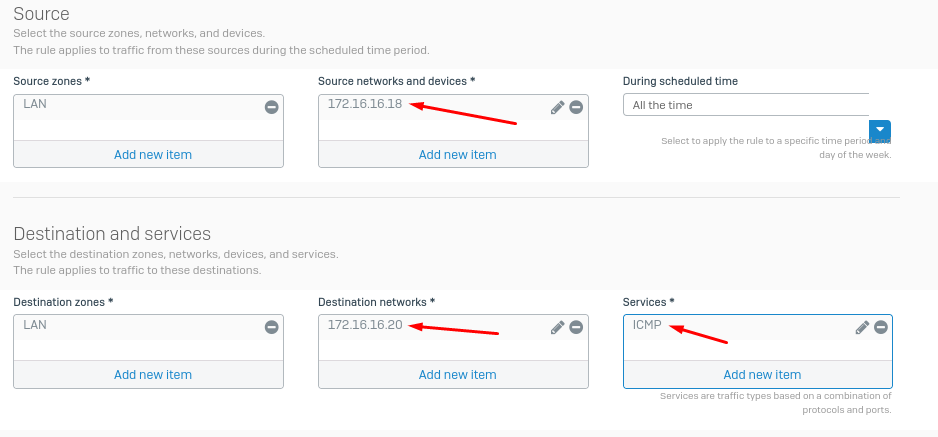 Source
Select the source zones, networks, and devices.
The rule applies to traffic from these sources during the scheduled time period.
Source zones *
LAN
Add new item
Source networks and devices *
172.16.16.18
Add new item
During scheduled time
All the time
Select to apply the rule to a specific time period and
day of the week.
Destination and services
Select the destination zones, networks, devices, and services.
The rule applies to traffic to these destinations.
Destination zones *
LAN
Add new item
Destination networks *
172.16.16.20
Add new item
Services *
ICMP
Add new item
Services are traffic types based on a combination of
protocols and ports.